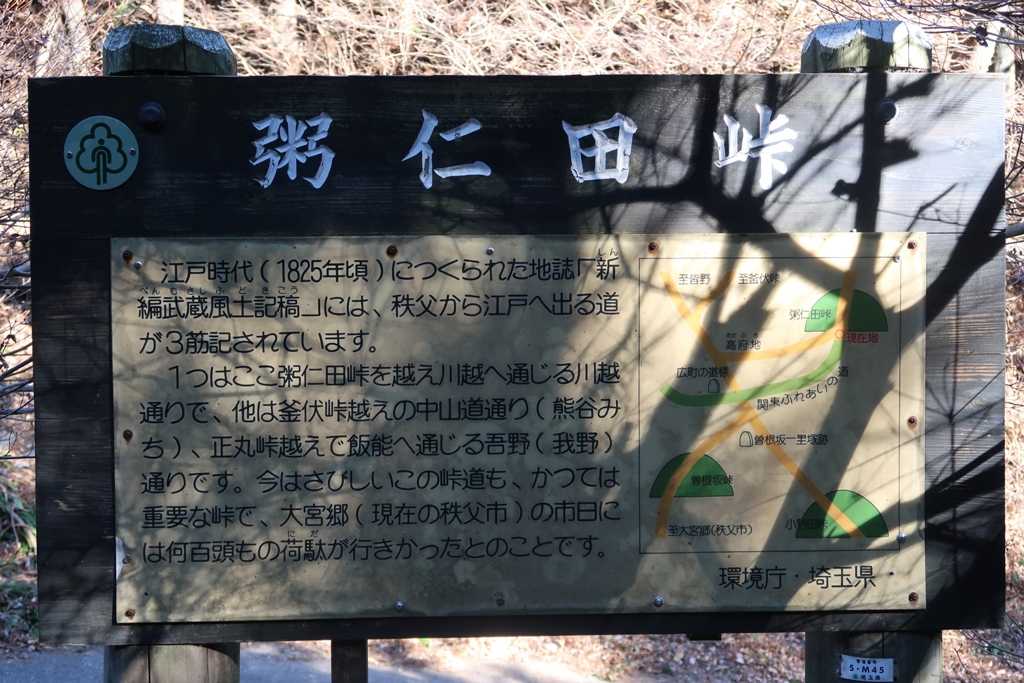 粥仁田峠
江戸時代(1825年頃)につくられた地誌「新
編武蔵風土記稿」には、秩父から江戸へ出る道
が3筋記されています。
1つはここ粥仁田峠を越え川越へ通じる川越
通りで、他は釜伏峠越えの中山道通り(熊谷み
ち)、正丸峠越えで飯能へ通じる吾野(我野)
通りです。今はさびしいこの峠道も、かつては
重要な峠で、大宮郷(現在の秩父市)の市日に
は何百頭もの荷駄が行きかったとのことです。
至皆野
至釜伏峠
粥仁田峠
現在地
高府地
広町の道標
関東ふれあいの道
曽根坂一里塚跡
曽根坂峠
至大宮郷(秩父市)
環境庁・埼玉県
S-M45